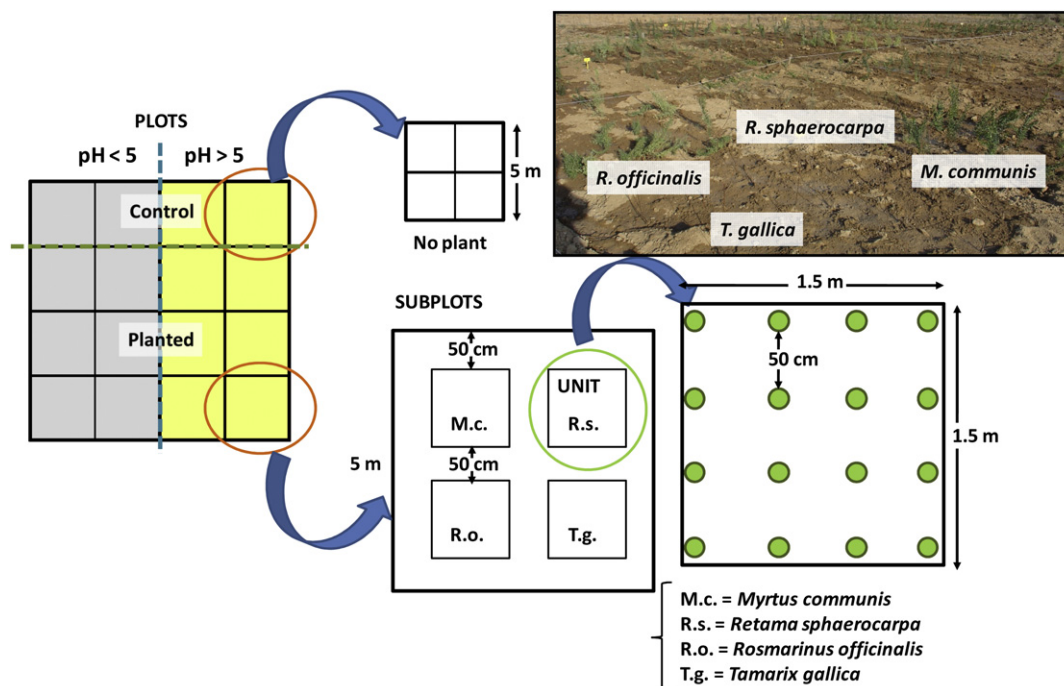 PLOTS
pH < 5
pH > 5
Control
Planted
5 m
No plant
R. sphaerocarpa
R. officinalis
M. communis
T. gallica
SUBPLOTS
50 cm
UNIT
M.c.
R.s.
50 cm
5 m
R.o.
T.g.
1.5 m
50 cm
1.5 m
M.c. = Myrtus communis
R.s. = Retama sphaerocarpa
R.o. = Rosmarinus officinalis
T.g. = Tamarix gallica